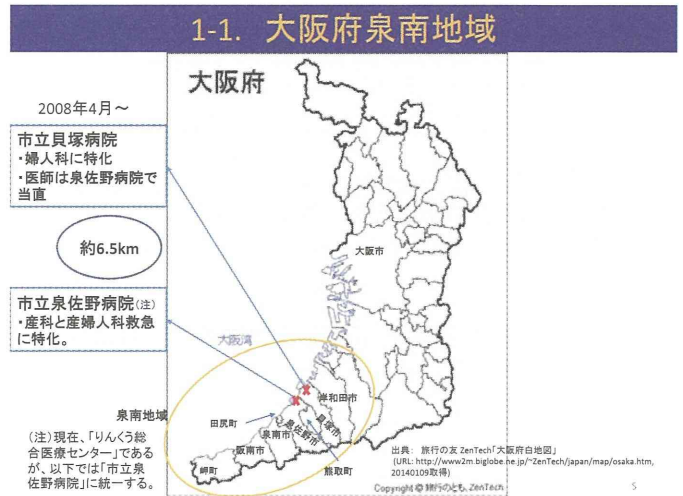 1-1. 大阪府泉南地域
大阪府
2008年4月～
市立貝塚病院
・婦人科に特化
・医師は泉佐野病院で
当直
約6.5km
市立泉佐野病院(注)
・産科と産婦人科救急
に特化。
大阪市
大阪湾
岸和田市
貝塚市
泉佐野市
田尻町
泉南市
阪南市
岬町
熊取町
泉南地域
(注)現在、「りんくう総
合医療センター」である
が、以下では「市立泉
佐野病院」に統一する。
出典： 旅行の友 ZenTech「大阪府白地図」
(URL: http://www2m.biglobe.ne.jp/~ZenTech/japan/map/osaka.htm,
20140109取得)
Copyright © 旅行のとも、ZenTech
5